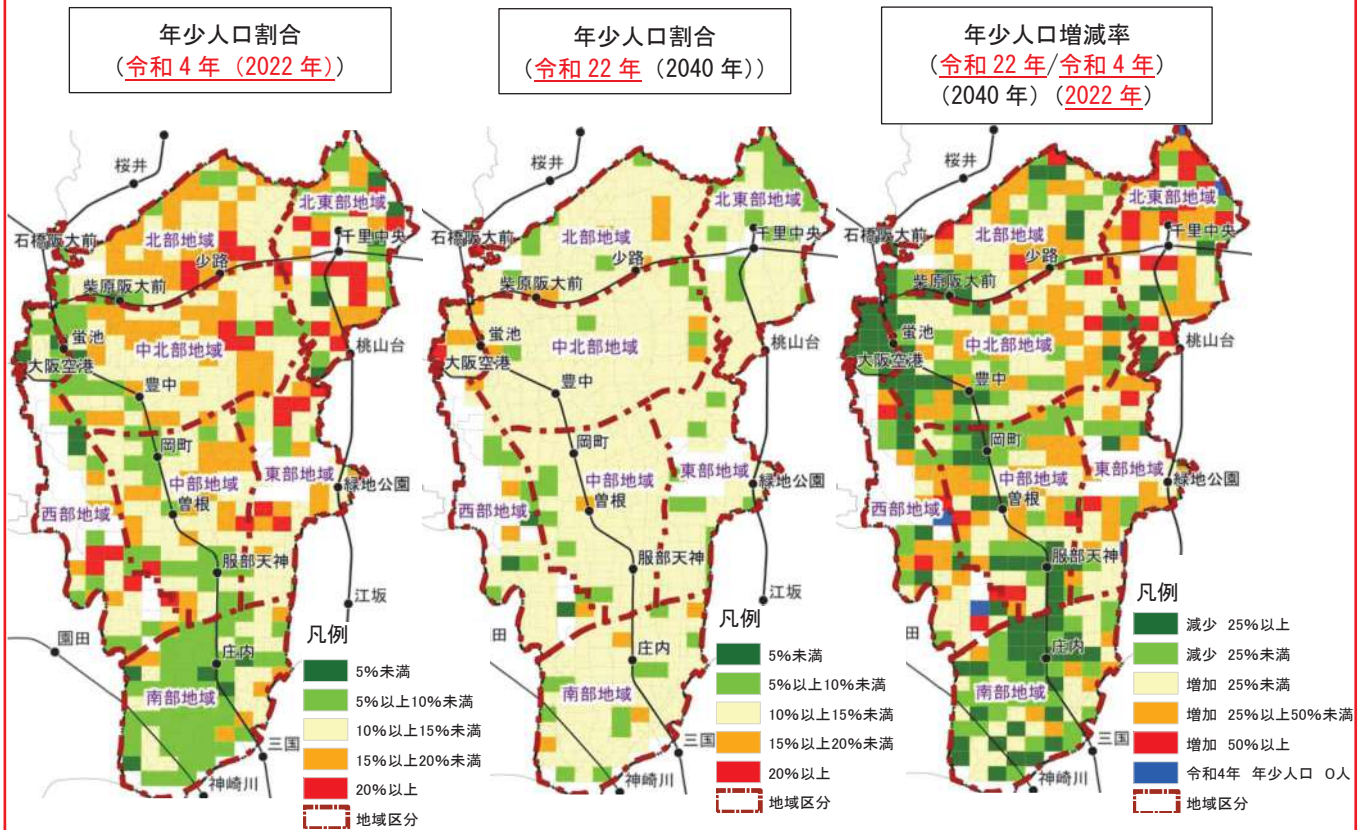 年少人口割合
(令和4年(2022年))
桜井
北東部地域
石橋阪大前
北部地域
千里中央
少路
柴原阪大前
蛍池
中北部地域
桃山台
大阪空港
豊中
岡町
東部地域
中部地域
緑地公園
曽根
西部地域
服部天神
江坂
園田
庄内
南部地域
三国
神崎川
凡例
5%未満
5%以上10%未満
10%以上15%未満
15%以上20%未満
20%以上
地域区分
年少人口割合
(令和22年(2040年))
桜井
北東部地域
石橋阪大前
北部地域
千里中央
少路
柴原阪大前
蛍池
中北部地域
桃山台
大阪空港
豊中
岡町
東部地域
中部地域
緑地公園
曽根
西部地域
服部天神
江坂
田
庄内
南部地域
三国
神崎川
凡例
5%未満
5%以上10%未満
10%以上15%未満
15%以上20%未満
20%以上
地域区分
年少人口増減率
(令和22年/令和4年)
(2040年)(2022年)
桜井
北東部地域
石橋阪大前
北部地域
千里中央
少路
柴原阪大前
蛍池
中北部地域
桃山台
大阪空港
豊中
岡町
東部地域
中部地域
緑地公園
曽根
西部地域
服部天神
田
庄内
南部地域
三国
神崎川
凡例
減少 25%以上
減少 25%未満
増加 25%未満
増加 25%以上50%未満
増加 50%以上
令和4年 年少人口 0人
地域区分